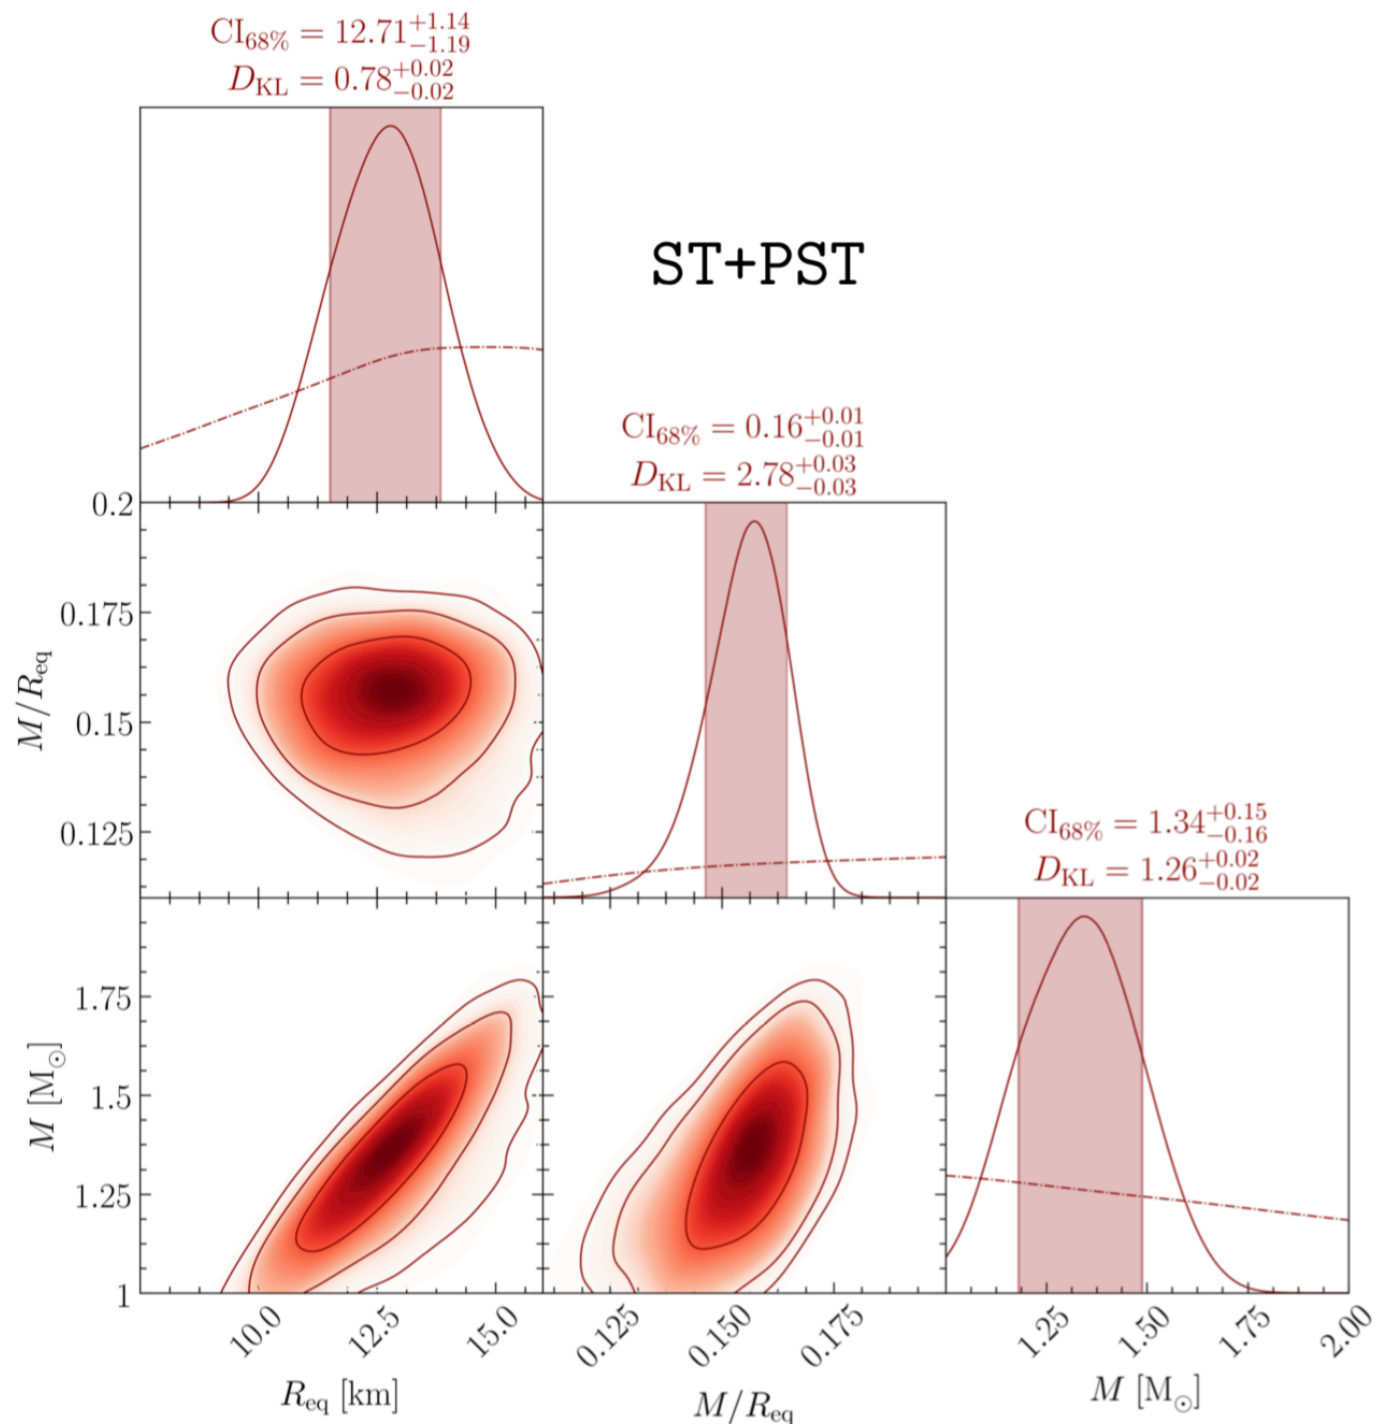 CI68% = 12.71 +1.14 −1.19
DKL = 0.78 +0.02 −0.02
ST+PST
CI68% = 0.16 +0.01 −0.01
DKL = 2.78 +0.03 −0.03
0.2
0.175
0.15
0.125
M/Req
CI68% = 1.34 +0.15 −0.16
DKL = 1.26 +0.02 −0.02
1.75
1.5
1.25
1
M [M⊙]
10.0 12.5 15.0
0.125 0.150 0.175
1.25 1.50 1.75 2.00
Req [km]
M/Req
M [M⊙]